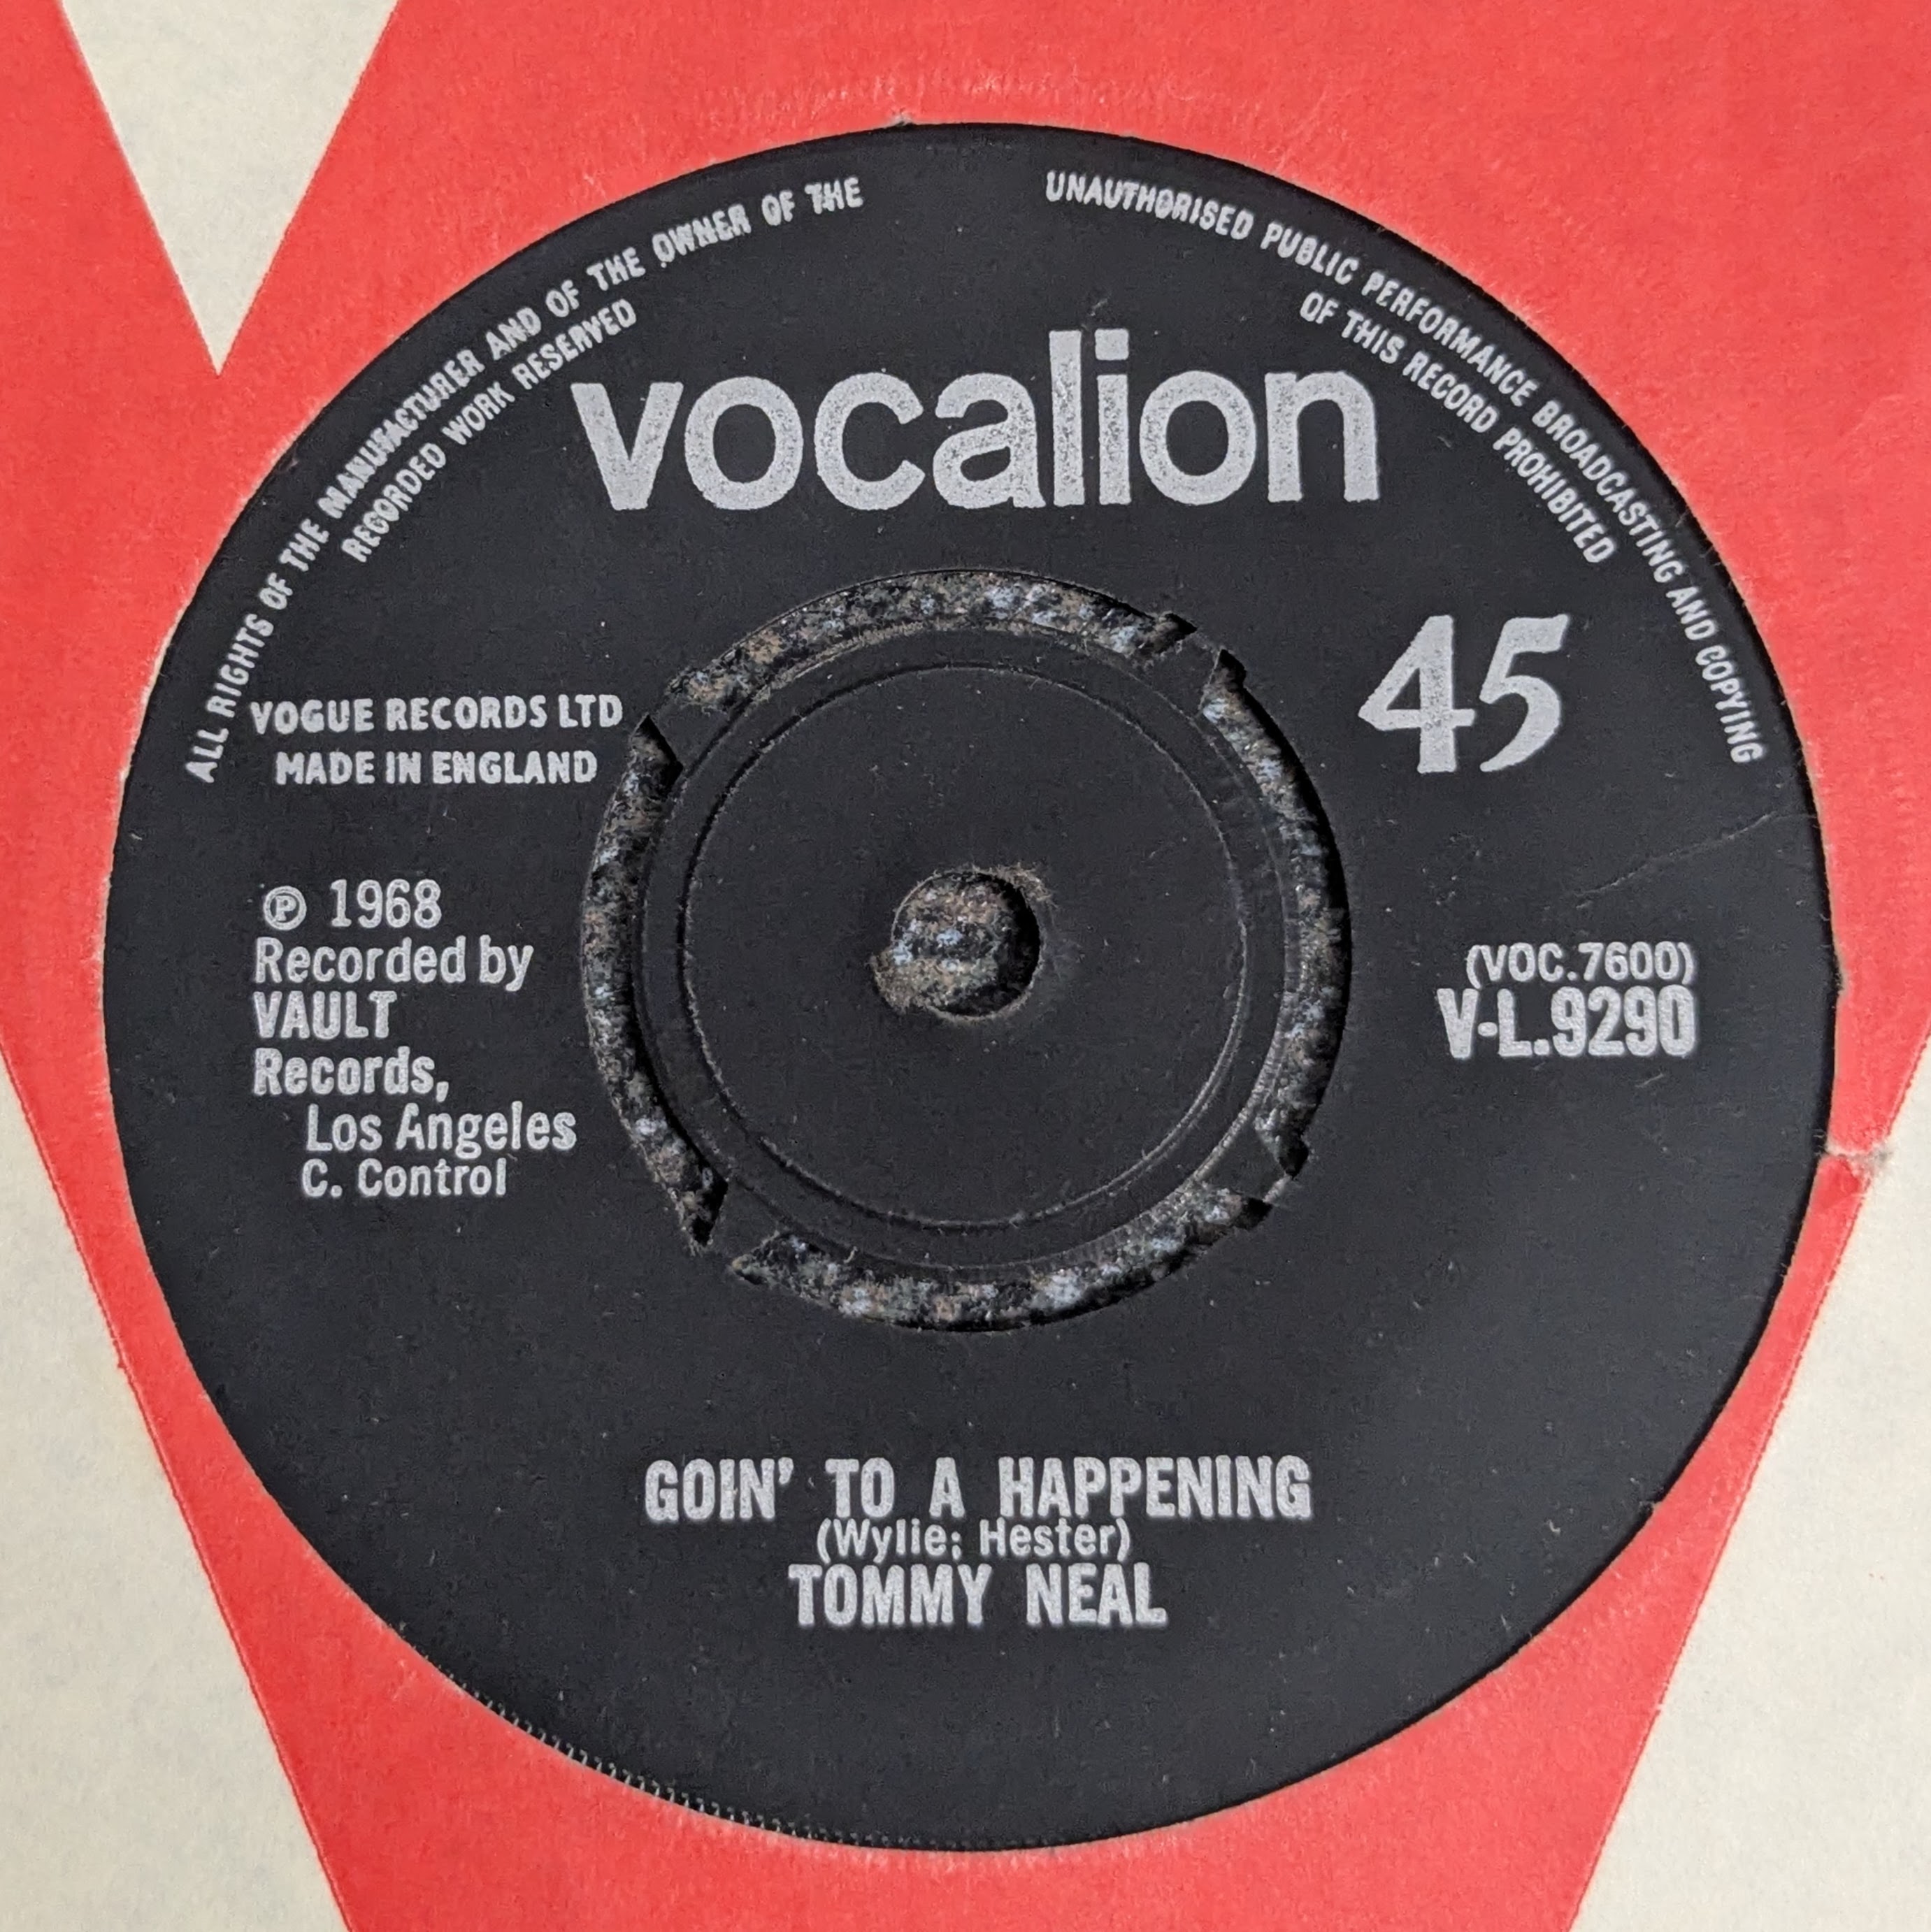 ALL RIGHTS OF THE MANUFACTURER AND OF THE OWNER OF THE
RECORDED WORK RESERVED
UNAUTHORISED PUBLIC PERFORMANCE BROADCASTING AND COPYING
OF THIS RECORD PROHIBITED
vocalion
45
VOGUE RECORDS LTD
MADE IN ENGLAND
℗ 1968
Recorded by
VAULT
Records,
Los Angeles
C. Control
(VOC.7600)
V-L.9290
GOIN' TO A HAPPENING
(Wylie; Hester)
TOMMY NEAL